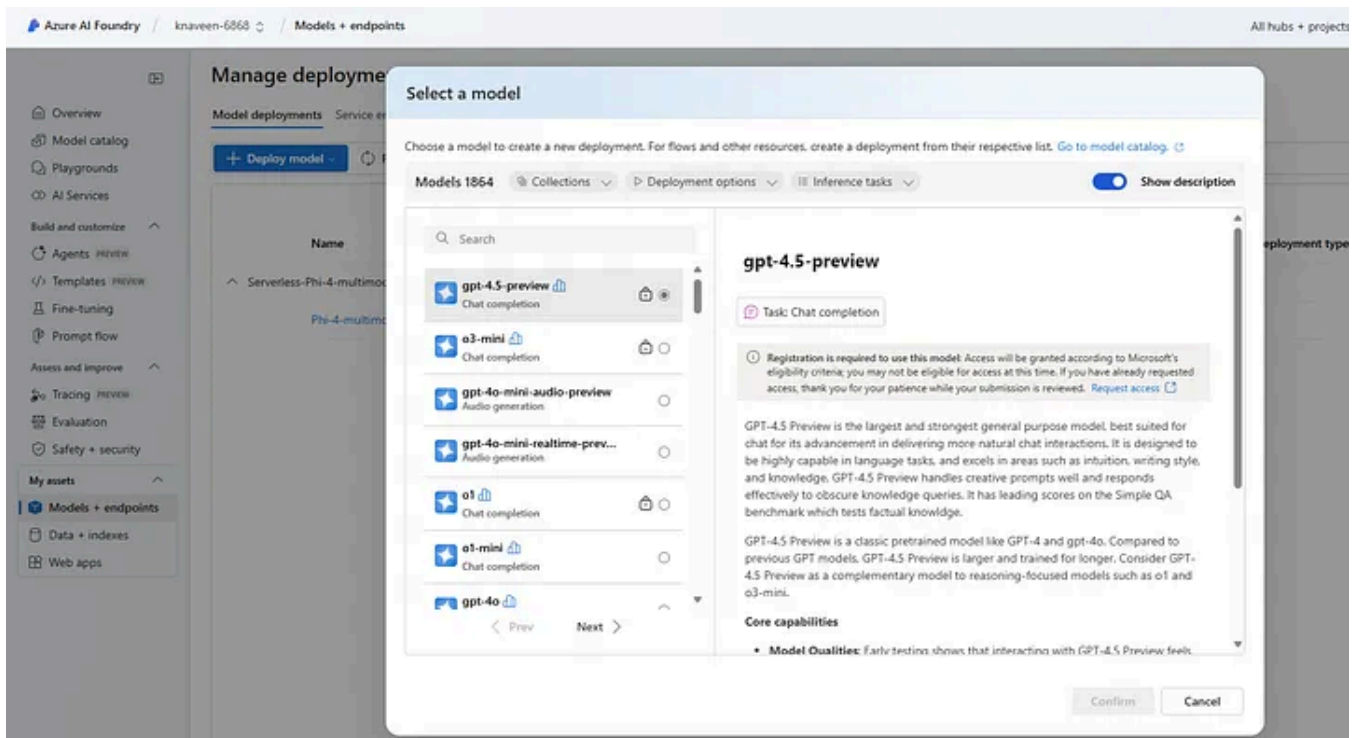 Azure AI Foundry / knaveen-6868 / Models + endpoints
All hubs + projects
Overview
Model catalog
Playgrounds
AI Services
Build and customize
Agents PREVIEW
Templates PREVIEW
Fine-tuning
Prompt flow
Assess and improve
Tracing PREVIEW
Evaluation
Safety + security
My assets
Models + endpoints
Data + indexes
Web apps
Manage deployme
Model deployments Service e
+ Deploy model
Name
eployment type
Serverless-Phi-4-multimo
Phi-4-multimo
Select a model
Choose a model to create a new deployment. For flows and other resources, create a deployment from their respective list. Go to model catalog.
Models 1864 Collections Deployment options Inference tasks Show description
Search
gpt-4.5-preview
Chat completion
o3-mini
Chat completion
gpt-4o-mini-audio-preview
Audio generation
gpt-4o-mini-realtime-prev...
Audio generation
o1
Chat completion
o1-mini
Chat completion
gpt-4o
Prev Next
gpt-4.5-preview
Task: Chat completion
Registration is required to use this model: Access will be granted according to Microsoft's
eligibility criteria; you may not be eligible for access at this time. If you have already requested
access, thank you for your patience while your submission is reviewed. Request access
GPT-4.5 Preview is the largest and strongest general purpose model, best suited for
chat for its advancement in delivering more natural chat interactions. It is designed to
be highly capable in language tasks, and excels in areas such as intuition, writing style,
and knowledge. GPT-4.5 Preview handles creative prompts well and responds
effectively to obscure knowledge queries. It has leading scores on the Simple QA
benchmark which tests factual knowldge.
GPT-4.5 Preview is a classic pretrained model like GPT-4 and gpt-4o. Compared to
previous GPT models, GPT-4.5 Preview is larger and trained for longer. Consider GPT-
4.5 Preview as a complementary model to reasoning-focused models such as o1 and
o3-mini.
Core capabilities
• Model Qualities: Early testing shows that interacting with GPT-4.5 Preview feels
Confirm Cancel